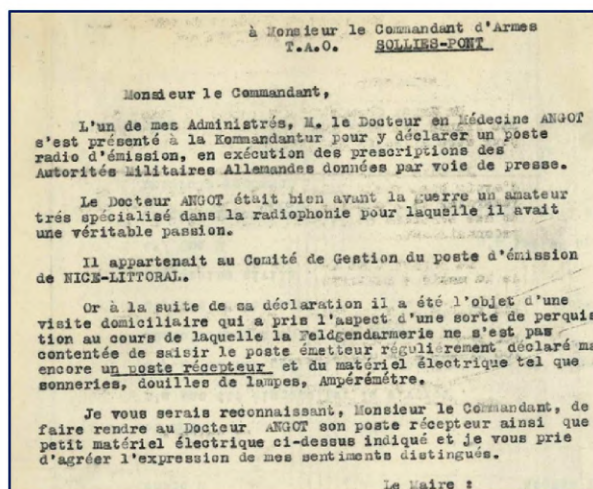 à Monsieur le Commandant d'Armes
T.A.O. SOLLIES-PONT
Monsieur le Commandant,
L'un de mes Administrés, M. le Docteur en Médecine ANGOT
s'est présenté à la Kommandantur pour y déclarer un poste
radio d'émission, en exécution des prescriptions des
Autorités Militaires Allemandes données par voie de presse.
Le Docteur ANGOT était bien avant la guerre un amateur
trés spécialisé dans la radiophonie pour laquelle il avait
une véritable passion.
Il appartenait au Comité de Gestion du poste d'émission
de NICE-LITTORAL.
Or à la suite de sa déclaration il a été l'objet d'une
visite domiciliaire qui a pris l'aspect d'une sorte de perquis
tion au cours de laquelle la Feldgendarmerie ne s'est pas
contentée de saisir le poste émetteur réguliérement déclaré ma
encore un poste récepteur et du matériel électrique tel que
sonneries, douilles de lampes, Ampérémétre.
Je vous serais reconnaissant, Monsieur le Commandant, de
faire rendre au Docteur ANGOT son poste récepteur ainsi que
petit matériel électrique ci-dessus indiqué et je vous prie
d'agréer l'expression de mes sentiments distingués.
Le Maire :